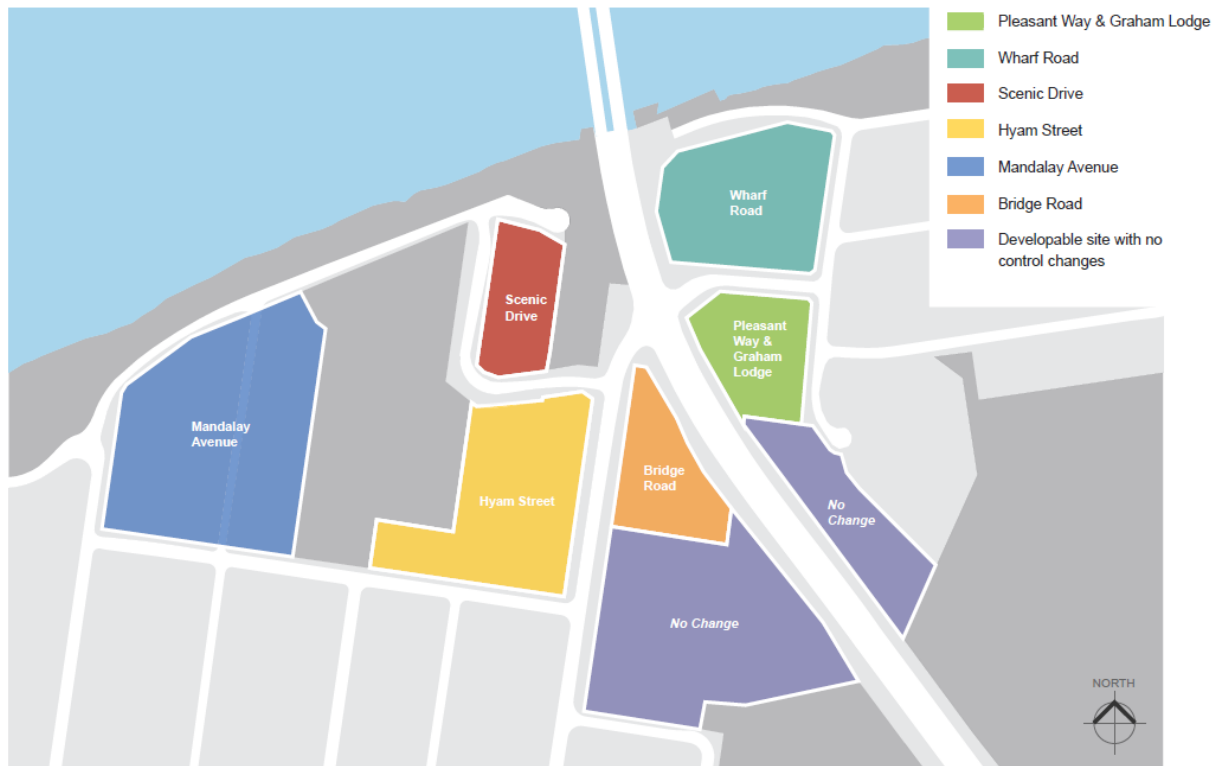 Pleasant Way & Graham Lodge
Wharf Road
Scenic Drive
Hyam Street
Mandalay Avenue
Bridge Road
Developable site with no
control changes
Wharf
Road
Scenic
Drive
Pleasant
Way &
Graham
Lodge
Mandalay
Avenue
Hyam Street
Bridge
Road
No
Change
No Change
NORTH